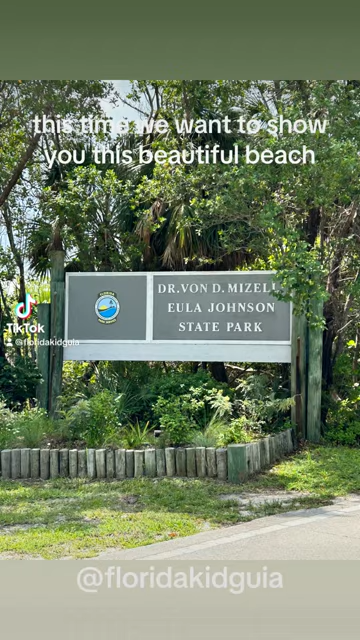 this time we want to show
you this beautiful beach
DR. VON D. MIZELL
EULA JOHNSON
STATE PARK
TikTok
@floridakidguia
@floridakidguia